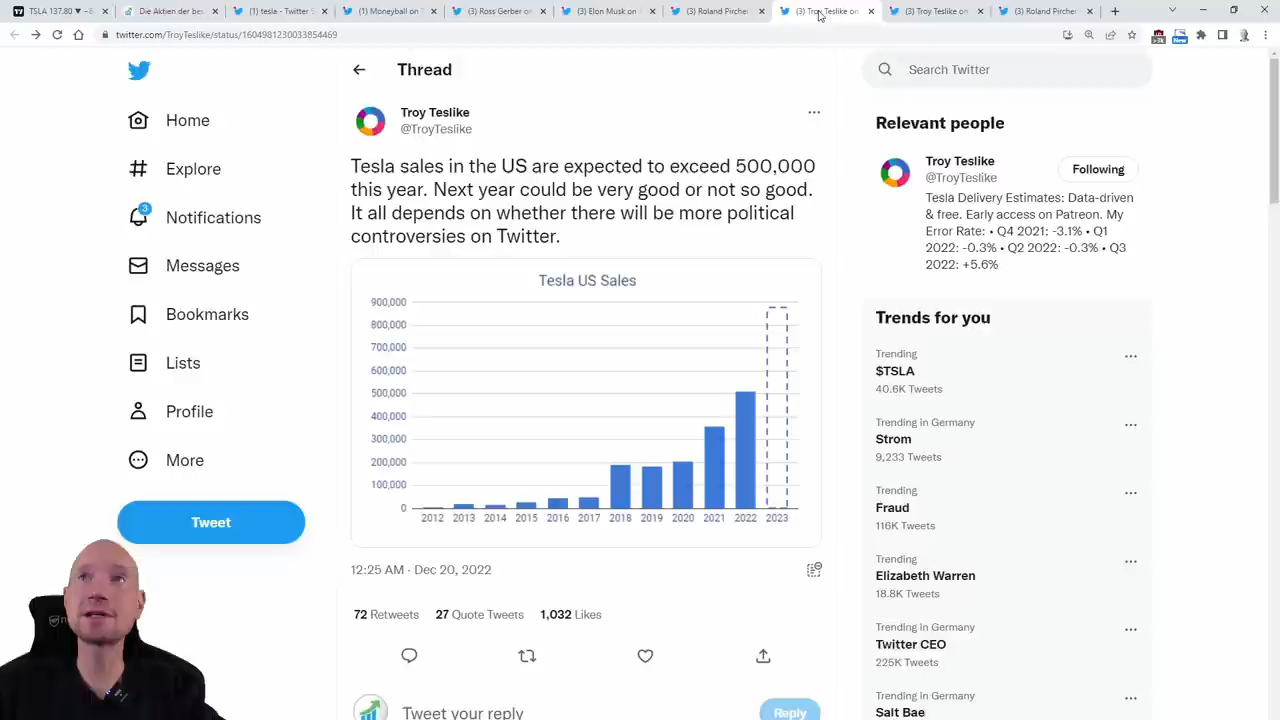 TSLA 137.80 ▼ −6
Die Aktien der bes
(1) tesla - Twitter S
(1) Moneyball on T
(3) Ross Gerber on
(3) Elon Musk on
(3) Roland Pircher
(3) Troy Teslike on
(3) Troy Teslike on
(3) Roland Pircher
twitter.com/TroyTeslike/status/1604981230033854469
New
Thread
Search Twitter
Home
Explore
3
Notifications
Messages
Bookmarks
Lists
Profile
More
Tweet
Troy Teslike
@TroyTeslike
Tesla sales in the US are expected to exceed 500,000
this year. Next year could be very good or not so good.
It all depends on whether there will be more political
controversies on Twitter.
Tesla US Sales
900,000
800,000
700,000
600,000
500,000
400,000
300,000
200,000
100,000
0
2012 2013 2014 2015 2016 2017 2018 2019 2020 2021 2022 2023
12:25 AM · Dec 20, 2022
72 Retweets 27 Quote Tweets 1,032 Likes
Tweet your reply
Reply
Relevant people
Troy Teslike
@TroyTeslike
Following
Tesla Delivery Estimates: Data-driven
& free. Early access on Patreon. My
Error Rate: • Q4 2021: -3.1% • Q1
2022: -0.3% • Q2 2022: -0.3% • Q3
2022: +5.6%
Trends for you
Trending
$TSLA
40.6K Tweets
Trending in Germany
Strom
9,233 Tweets
Trending
Fraud
116K Tweets
Trending
Elizabeth Warren
18.8K Tweets
Trending in Germany
Twitter CEO
225K Tweets
Trending in Germany
Salt Bae